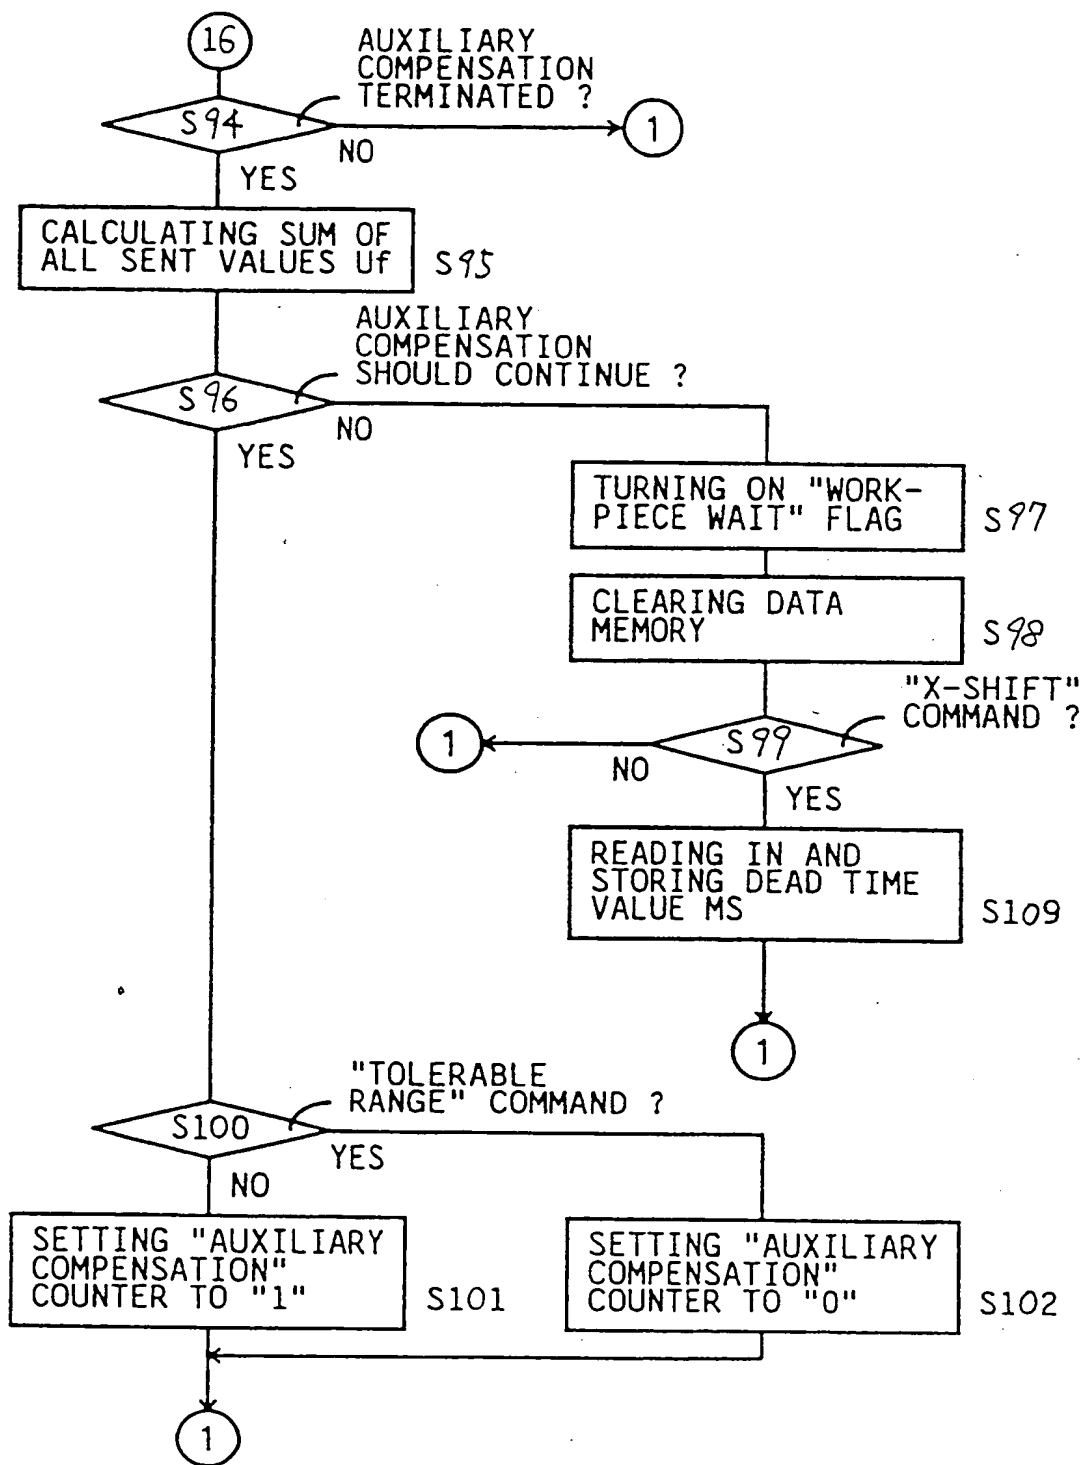 16
AUXILIARY
COMPENSATION
TERMINATED ?
S94
1
NO
YES
CALCULATING SUM OF
ALL SENT VALUES Uf
S95
AUXILIARY
COMPENSATION
SHOULD CONTINUE ?
S96
NO
YES
TURNING ON "WORK-
PIECE WAIT" FLAG
S97
CLEARING DATA
MEMORY
S98
"X-SHIFT"
COMMAND ?
1
S99
NO
YES
READING IN AND
STORING DEAD TIME
VALUE MS
S109
1
"TOLERABLE
RANGE" COMMAND ?
S100
YES
NO
SETTING "AUXILIARY
COMPENSATION"
COUNTER TO "1"
S101
SETTING "AUXILIARY
COMPENSATION"
COUNTER TO "0"
S102
1